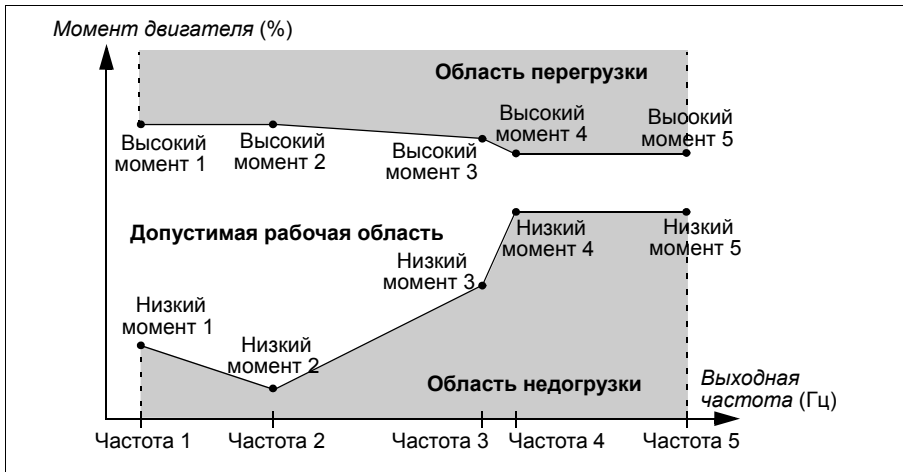 Момент двигателя (%)
Область перегрузки
Высокий
момент 1
Высокий
момент 2
Высокий
момент 3
Высокий
момент 4
Высокий
момент 5
Допустимая рабочая область
Низкий
момент 1
Низкий
момент 2
Низкий
момент 3
Низкий
момент 4
Низкий
момент 5
Область недогрузки
Выходная
частота (Гц)
Частота 1
Частота 2
Частота 3
Частота 4
Частота 5